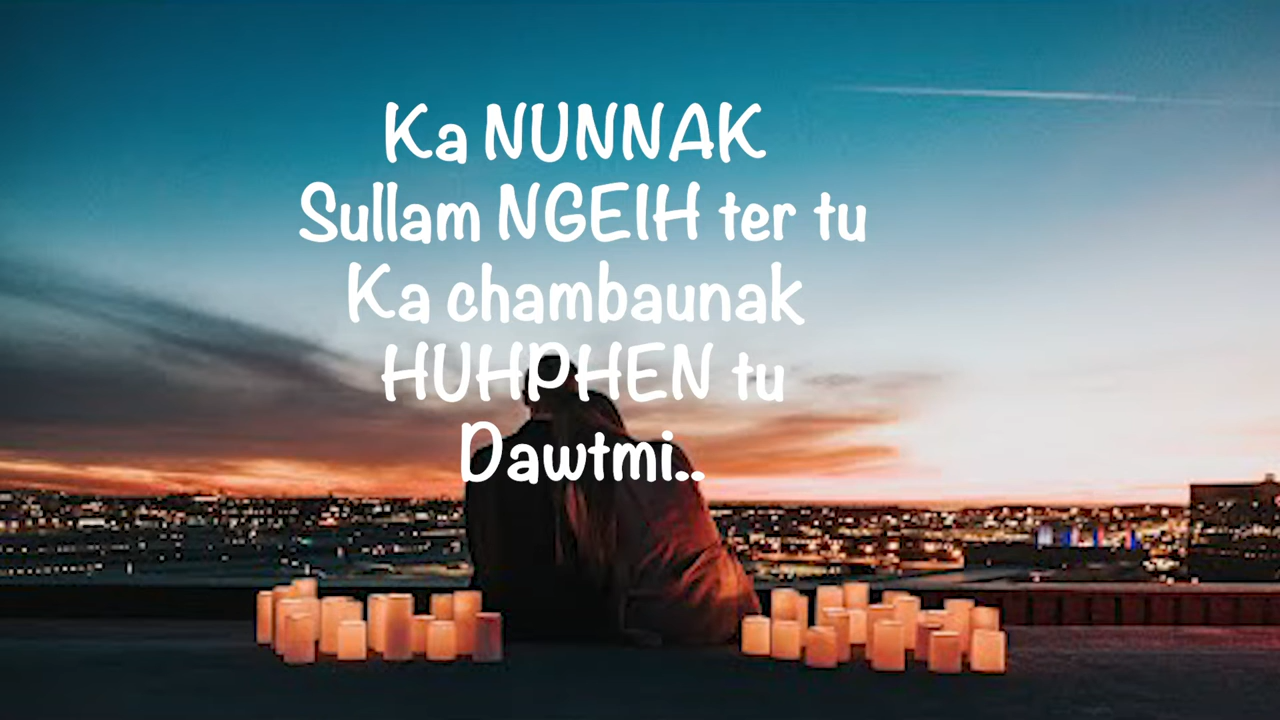 Ka NUNNAK
Sullam NGEIH ter tu
Ka chambaunak
HUHPHEN tu
Dawtmi..